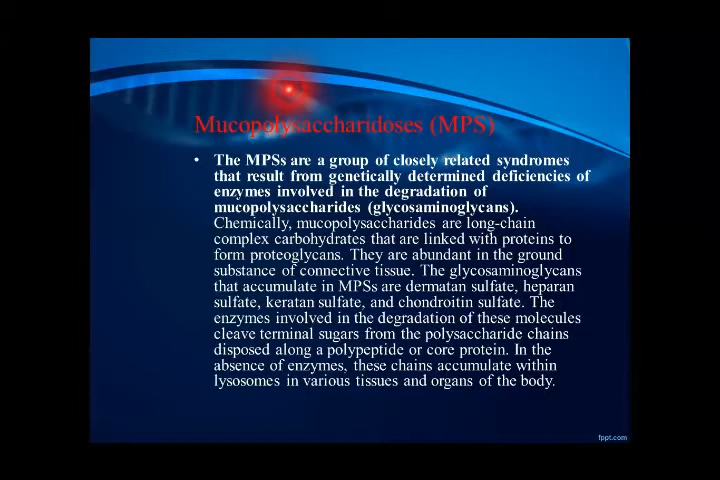 Mucopolysaccharidoses (MPS)
• The MPSs are a group of closely related syndromes
that result from genetically determined deficiencies of
enzymes involved in the degradation of
mucopolysaccharides (glycosaminoglycans).
Chemically, mucopolysaccharides are long-chain
complex carbohydrates that are linked with proteins to
form proteoglycans. They are abundant in the ground
substance of connective tissue. The glycosaminoglycans
that accumulate in MPSs are dermatan sulfate, heparan
sulfate, keratan sulfate, and chondroitin sulfate. The
enzymes involved in the degradation of these molecules
cleave terminal sugars from the polysaccharide chains
disposed along a polypeptide or core protein. In the
absence of enzymes, these chains accumulate within
lysosomes in various tissues and organs of the body.
fppt.com